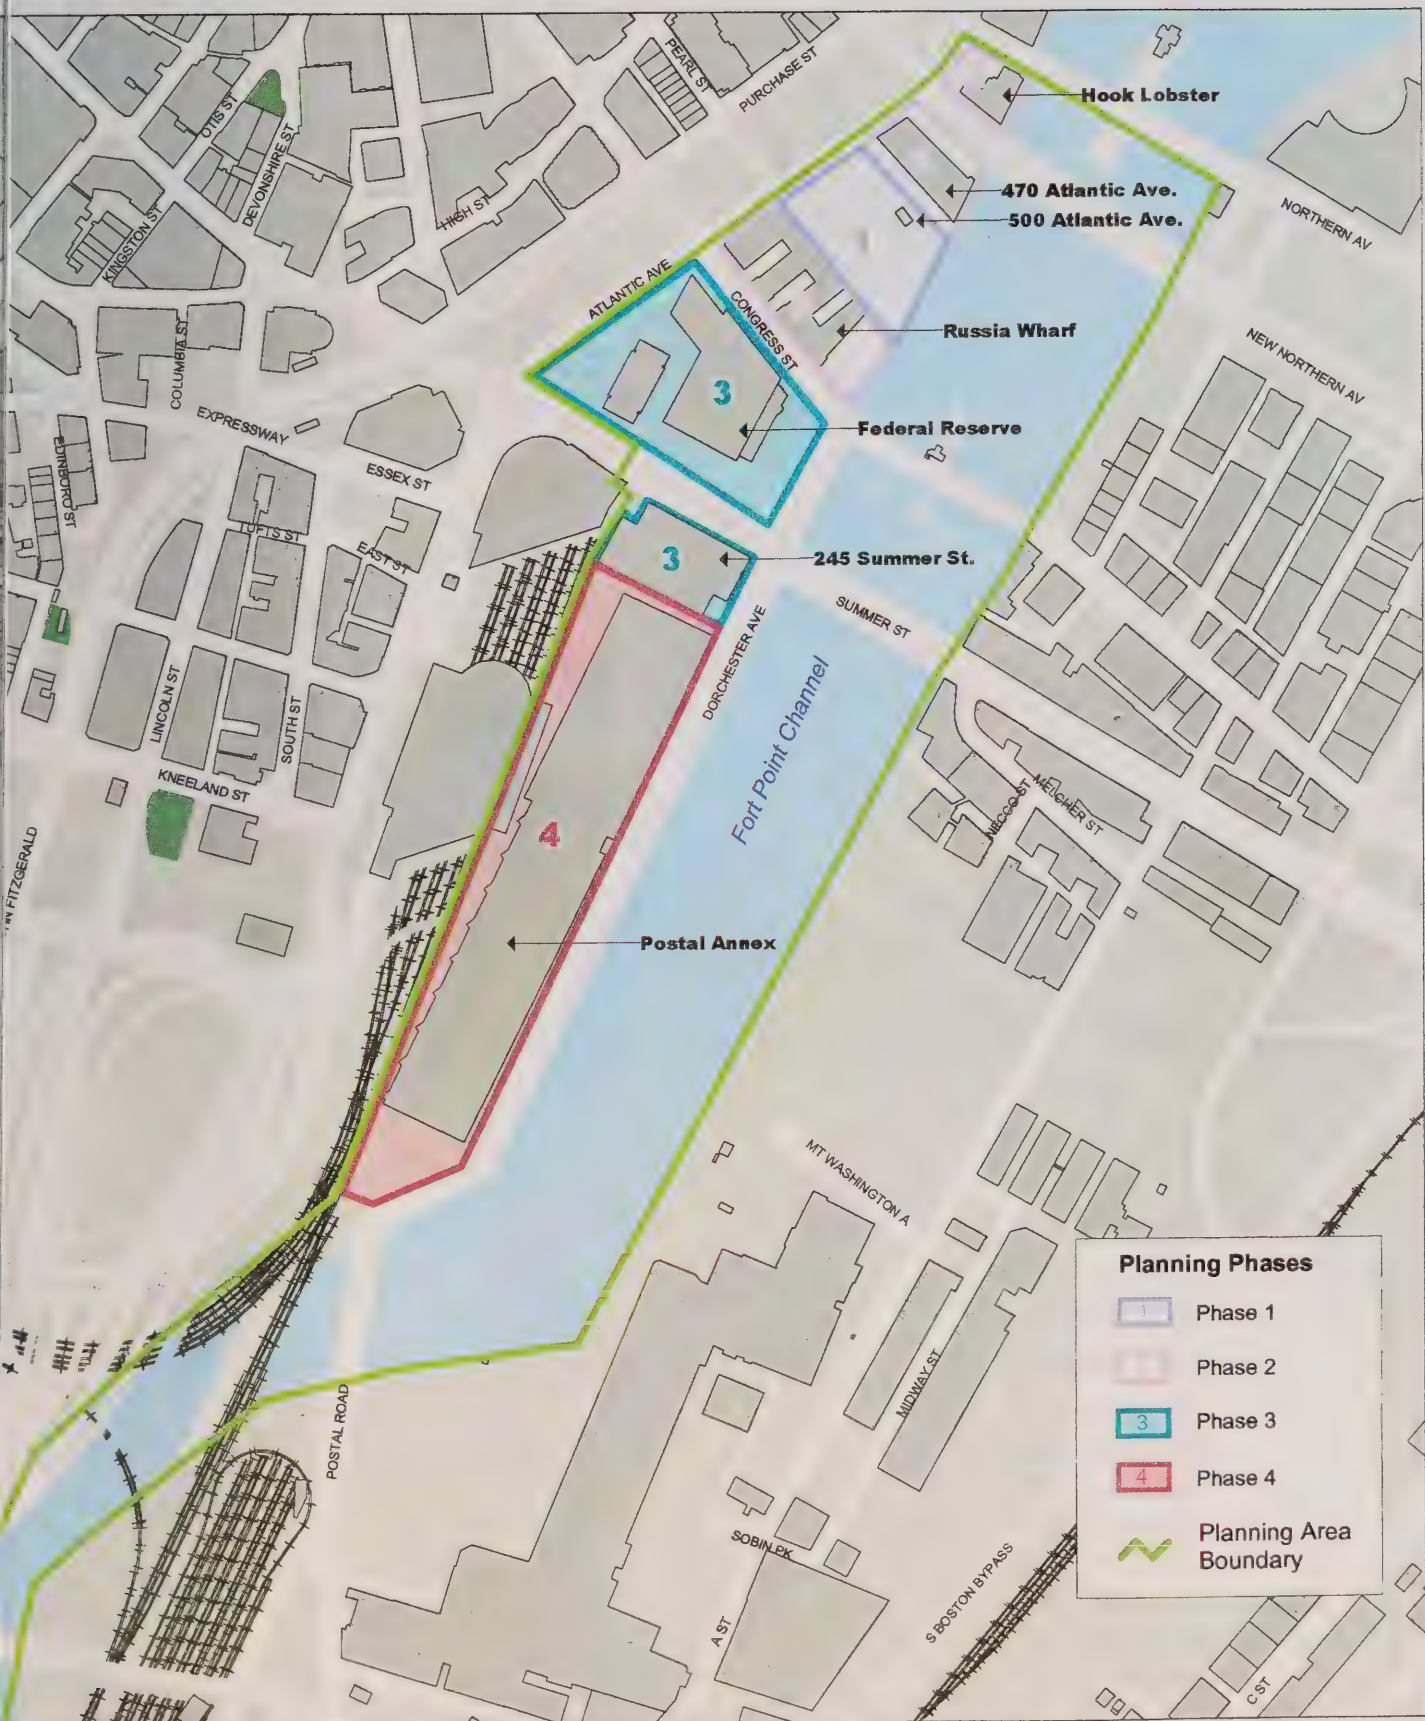 PEARL ST
PURCHASE ST
Hook Lobster
OTIS ST
DEVONSHIRE ST
470 Atlantic Ave.
500 Atlantic Ave.
HIGH ST
KINGSTON ST
NORTHERN AV
ATLANTIC AVE
CONGRESS ST
Russia Wharf
COLUMBIA ST
NEW NORTHERN AV
3
Federal Reserve
EXPRESSWAY
EDINBORO ST
ESSEX ST
TUFTS ST
EAST ST
3
245 Summer St.
SUMMER ST
DORCHESTER AVE
Fort Point Channel
LINCOLN ST
SOUTH ST
KNEELAND ST
NECCO ST
MELCHER ST
4
FITZGERALD
Postal Annex
MT WASHINGTON A
MIDWAY ST
POSTAL ROAD
SOBIN PK
A ST
S BOSTON BYPASS
C ST
Planning Phases
1
Phase 1
Phase 2
3
Phase 3
4
Phase 4
Planning Area
Boundary